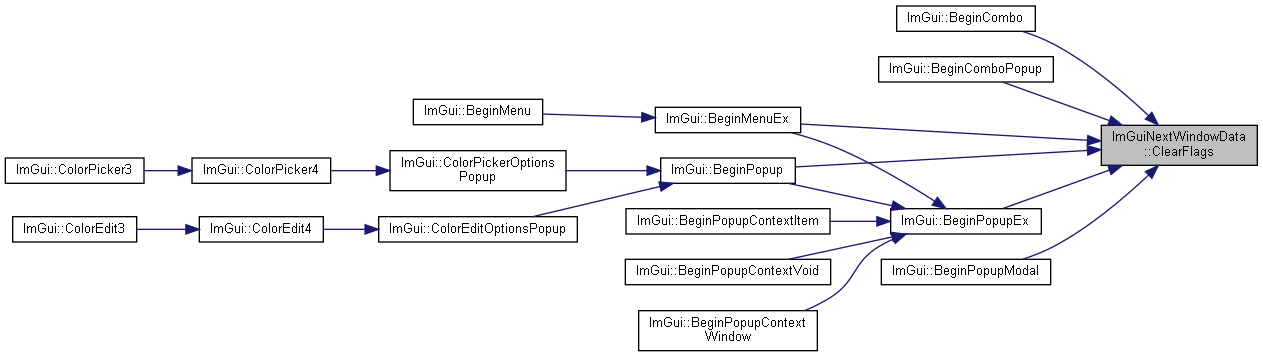 ImGui::BeginCombo
ImGui::BeginComboPopup
ImGui::BeginMenu
ImGui::BeginMenuEx
ImGuiNextWindowData
::ClearFlags
ImGui::ColorPicker3
ImGui::ColorPicker4
ImGui::ColorPickerOptions
Popup
ImGui::BeginPopup
ImGui::ColorEdit3
ImGui::ColorEdit4
ImGui::ColorEditOptionsPopup
ImGui::BeginPopupContextItem
ImGui::BeginPopupEx
ImGui::BeginPopupContextVoid
ImGui::BeginPopupModal
ImGui::BeginPopupContext
Window